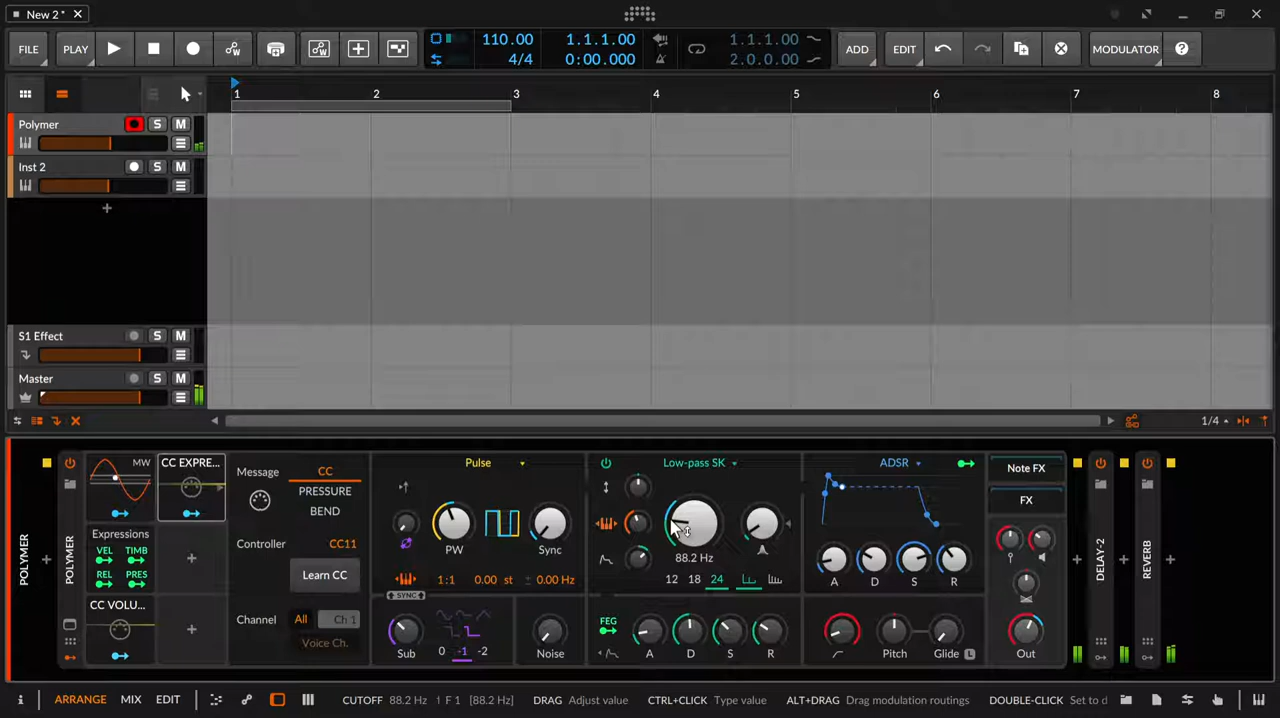 New 2*
FILE
PLAY
110.00
4/4
1.1.1.00
0:00.000
1.1.1.00
2.0.0.00
ADD
EDIT
MODULATOR
1 2 3 4 5 6 7 8
Polymer S M
Inst 2 S M
S1 Effect S M
Master S M
1/4
POLYMER
POLYMER
MW
CC EXPRE...
Expressions
VEL TIMB
REL PRES
CC VOLU...
Message CC
PRESSURE
BEND
Controller CC11
Learn CC
Channel All Ch 1
Voice Ch.
Pulse
PW Sync
1:1 0.00 st ± 0.00 Hz
SYNC
Sub 0 -1 -2 Noise
Low-pass SK
88.2 Hz
12 18 24
FEG
A D S R
ADSR
A D S R
Pitch Glide L
Note FX
FX
Out
DELAY-2
REVERB
i ARRANGE MIX EDIT CUTOFF 88.2 Hz 1 F 1 [88.2 Hz] DRAG Adjust value CTRL+CLICK Type value ALT+DRAG Drag modulation routings DOUBLE-CLICK Set to d